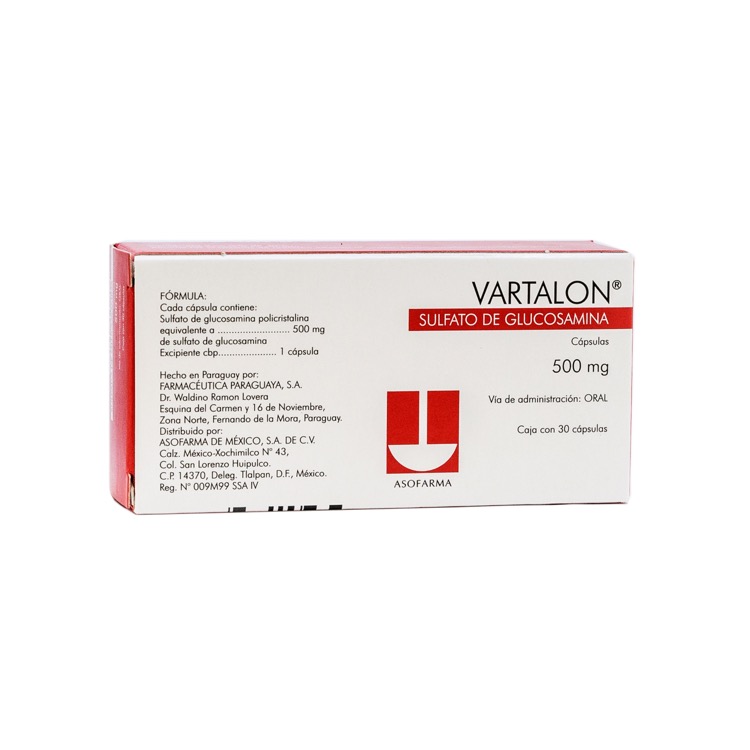 FÓRMULA:
Cada cápsula contiene:
Sulfato de glucosamina policristalina
equivalente a ........................ 500 mg
de sulfato de glucosamina
Excipiente cbp..................... 1 cápsula
Hecho en Paraguay por:
FARMACÉUTICA PARAGUAYA, S.A.
Dr. Waldino Ramon Lovera
Esquina del Carmen y 16 de Noviembre,
Zona Norte, Fernando de la Mora, Paraguay.
Distribuido por:
ASOFARMA DE MÉXICO, S.A. DE C.V.
Calz. México-Xochimilco N° 43,
Col. San Lorenzo Huipulco.
C.P. 14370, Deleg. Tlalpan, D.F., México.
Reg. N° 009M99 SSA IV
VARTALON®
SULFATO DE GLUCOSAMINA
Cápsulas
500 mg
Vía de administración: ORAL
Caja con 30 cápsulas
ASOFARMA